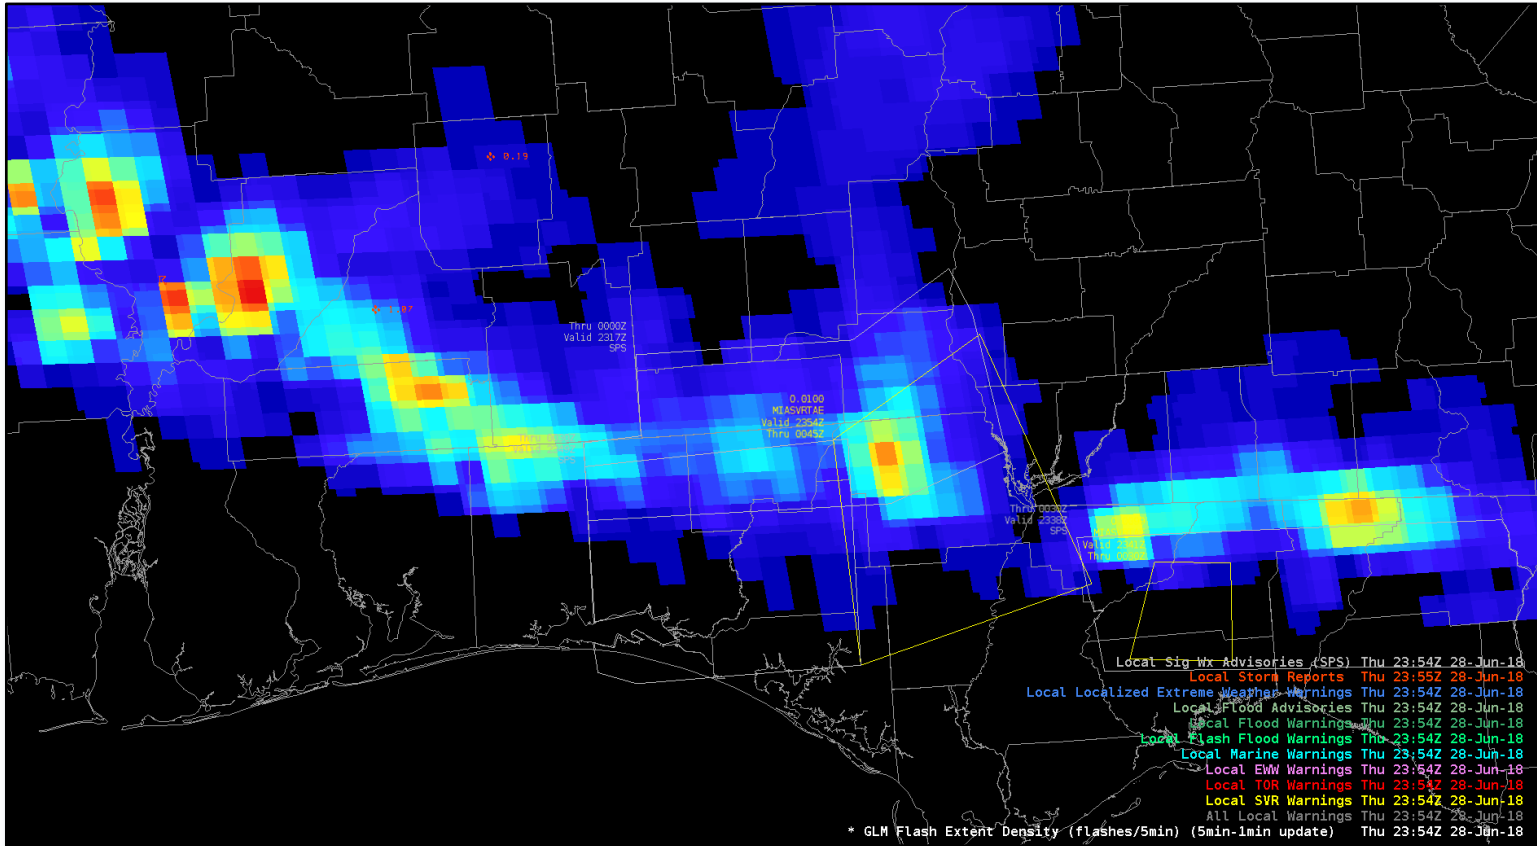 0.19
Thru 0000Z
Valid 2317Z
SPS
0.0100
MIASVRTAE
Valid 2354Z
Thru 0045Z
SPS
Thru 0030Z
Valid 2338Z
SPS
Valid
Thru
Local Sig Wx Advisories (SPS) Thu 23:54Z 28-Jun-18
Local Storm Reports Thu 23:55Z 28-Jun-18
Local Localized Extreme Weather Warnings Thu 23:54Z 28-Jun-18
Local Flood Advisories Thu 23:54Z 28-Jun-18
Local Flood Warnings Thu 23:54Z 28-Jun-18
Local Flash Flood Warnings Thu 23:54Z 28-Jun-18
Local Marine Warnings Thu 23:54Z 28-Jun-18
Local EWW Warnings Thu 23:54Z 28-Jun-18
Local TOR Warnings Thu 23:54Z 28-Jun-18
Local SVR Warnings Thu 23:54Z 28-Jun-18
All Local Warnings Thu 23:54Z 28-Jun-18
* GLM Flash Extent Density (flashes/5min) (5min-1min update) Thu 23:54Z 28-Jun-18